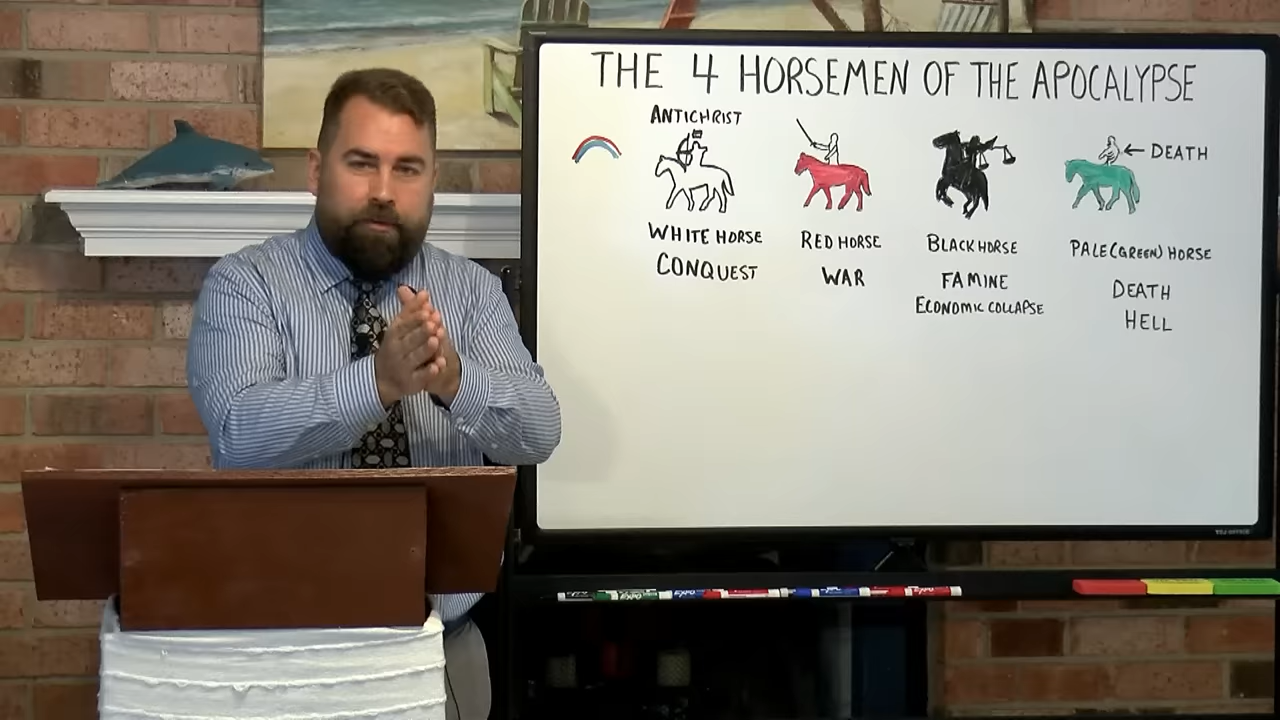 THE 4 HORSEMEN OF THE APOCALYPSE
ANTICHRIST
← DEATH
WHITE HORSE
CONQUEST
RED HORSE
WAR
BLACK HORSE
FAMINE
ECONOMIC COLLAPSE
PALE (GREEN) HORSE
DEATH
HELL
EXPO